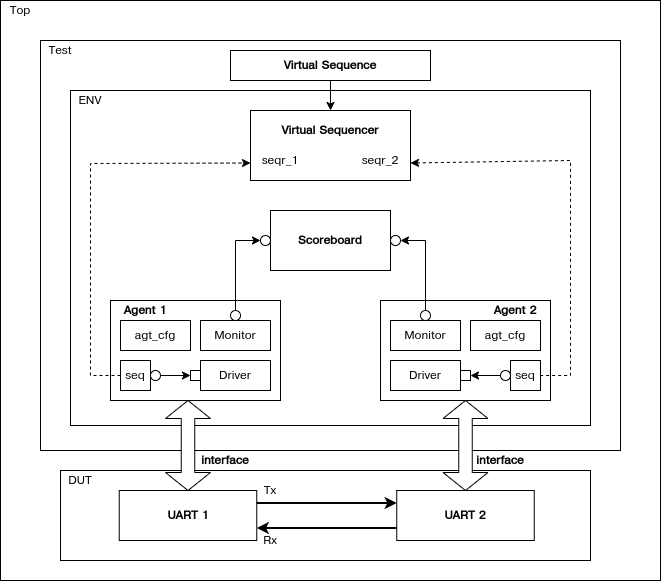 Top
Test
Virtual Sequence
ENV
Virtual Sequencer
seqr_1
seqr_2
Scoreboard
Agent 1
agt_cfg
Monitor
seq
Driver
Agent 2
Monitor
agt_cfg
Driver
seq
interface
interface
DUT
UART 1
Tx
Rx
UART 2